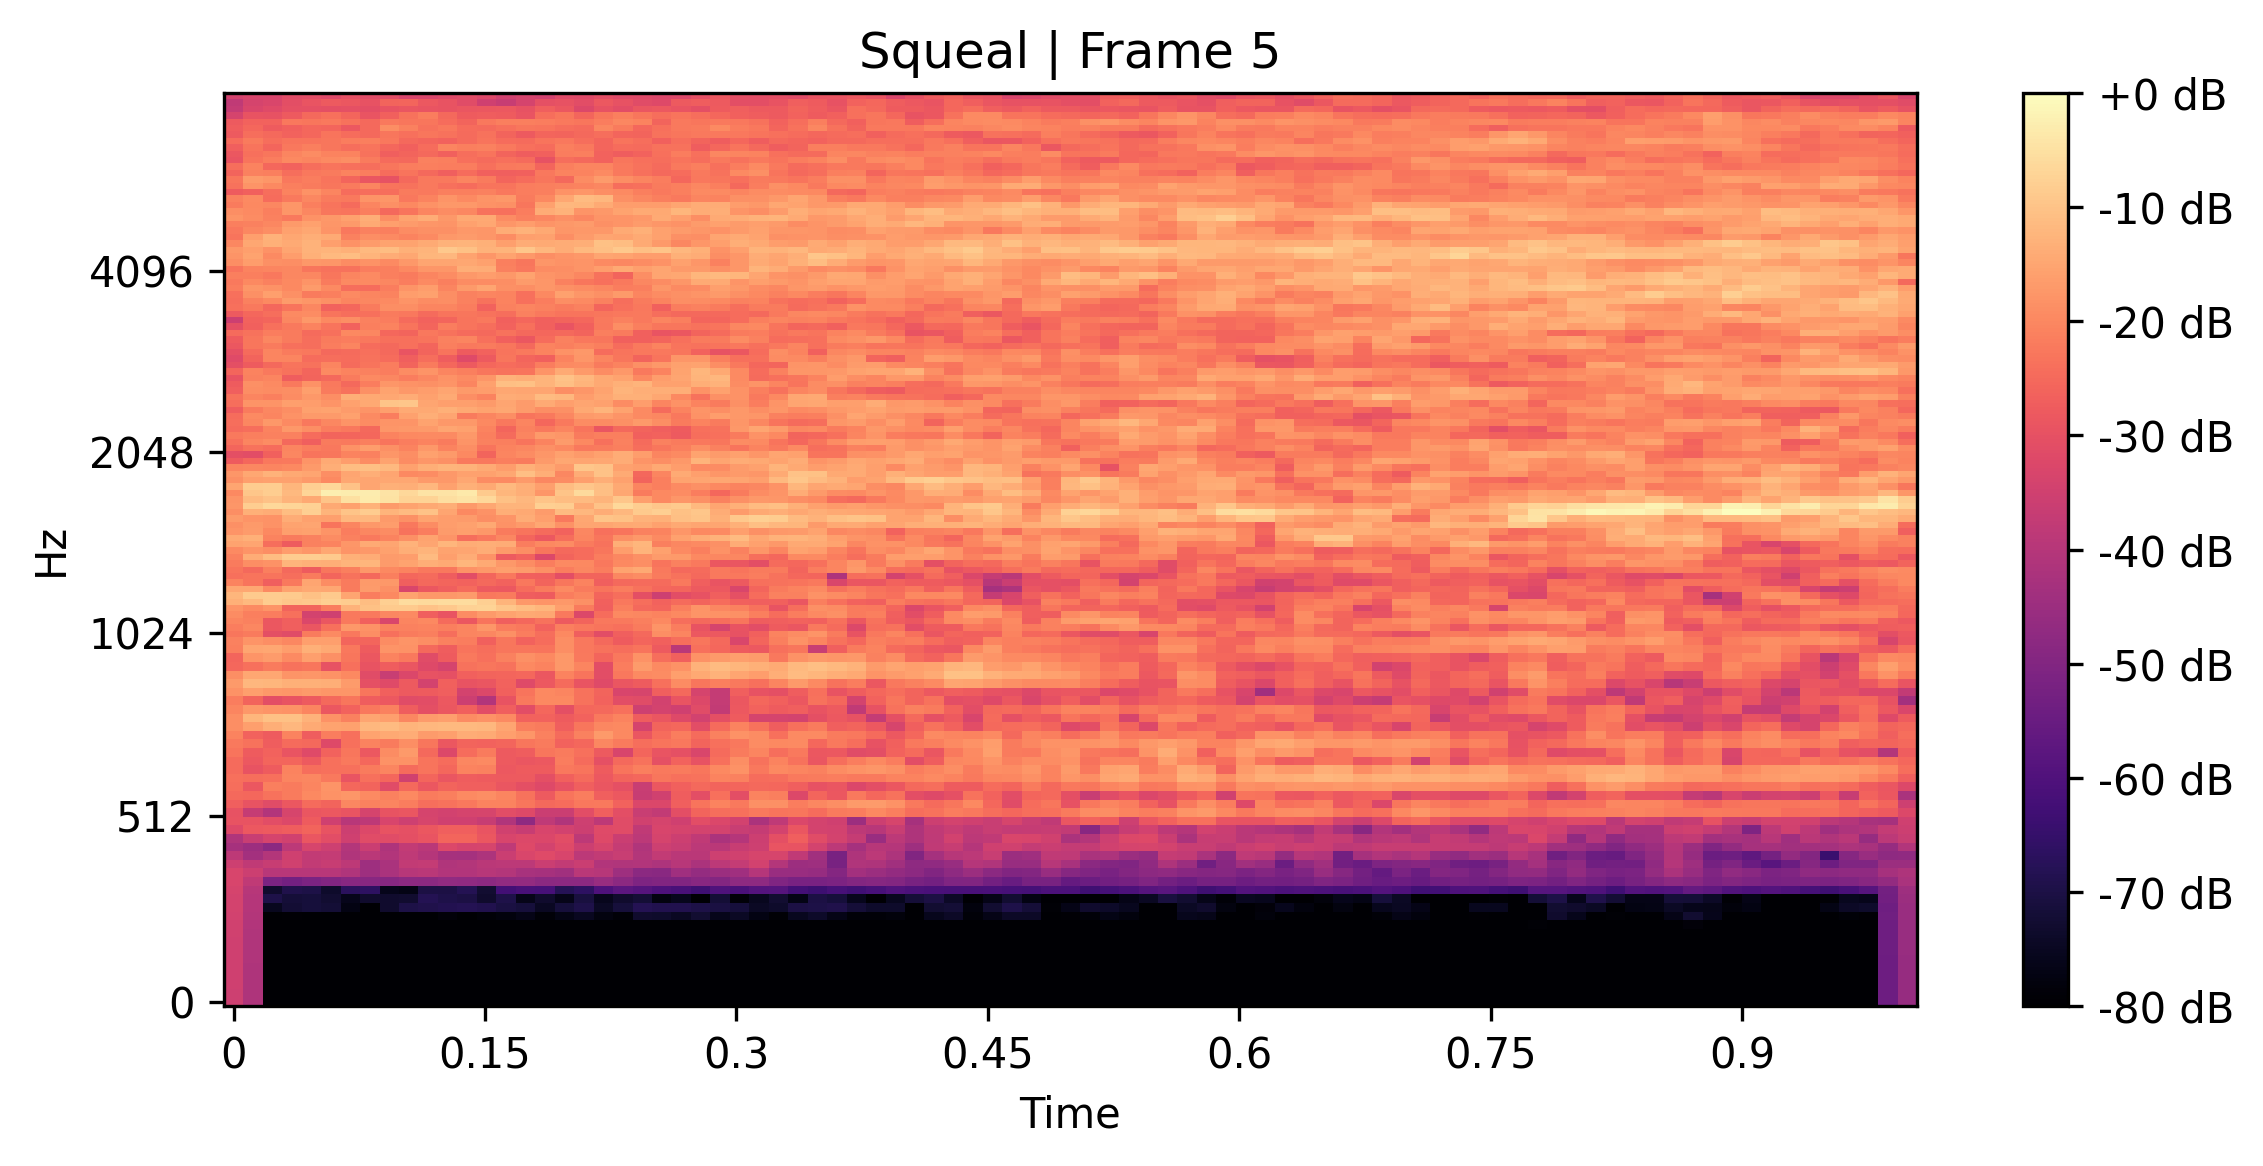 Squeal | Frame 5
+0 dB
-10 dB
-20 dB
-30 dB
-40 dB
-50 dB
-60 dB
-70 dB
-80 dB
Hz
4096
2048
1024
512
0
0 0.15 0.3 0.45 0.6 0.75 0.9
Time